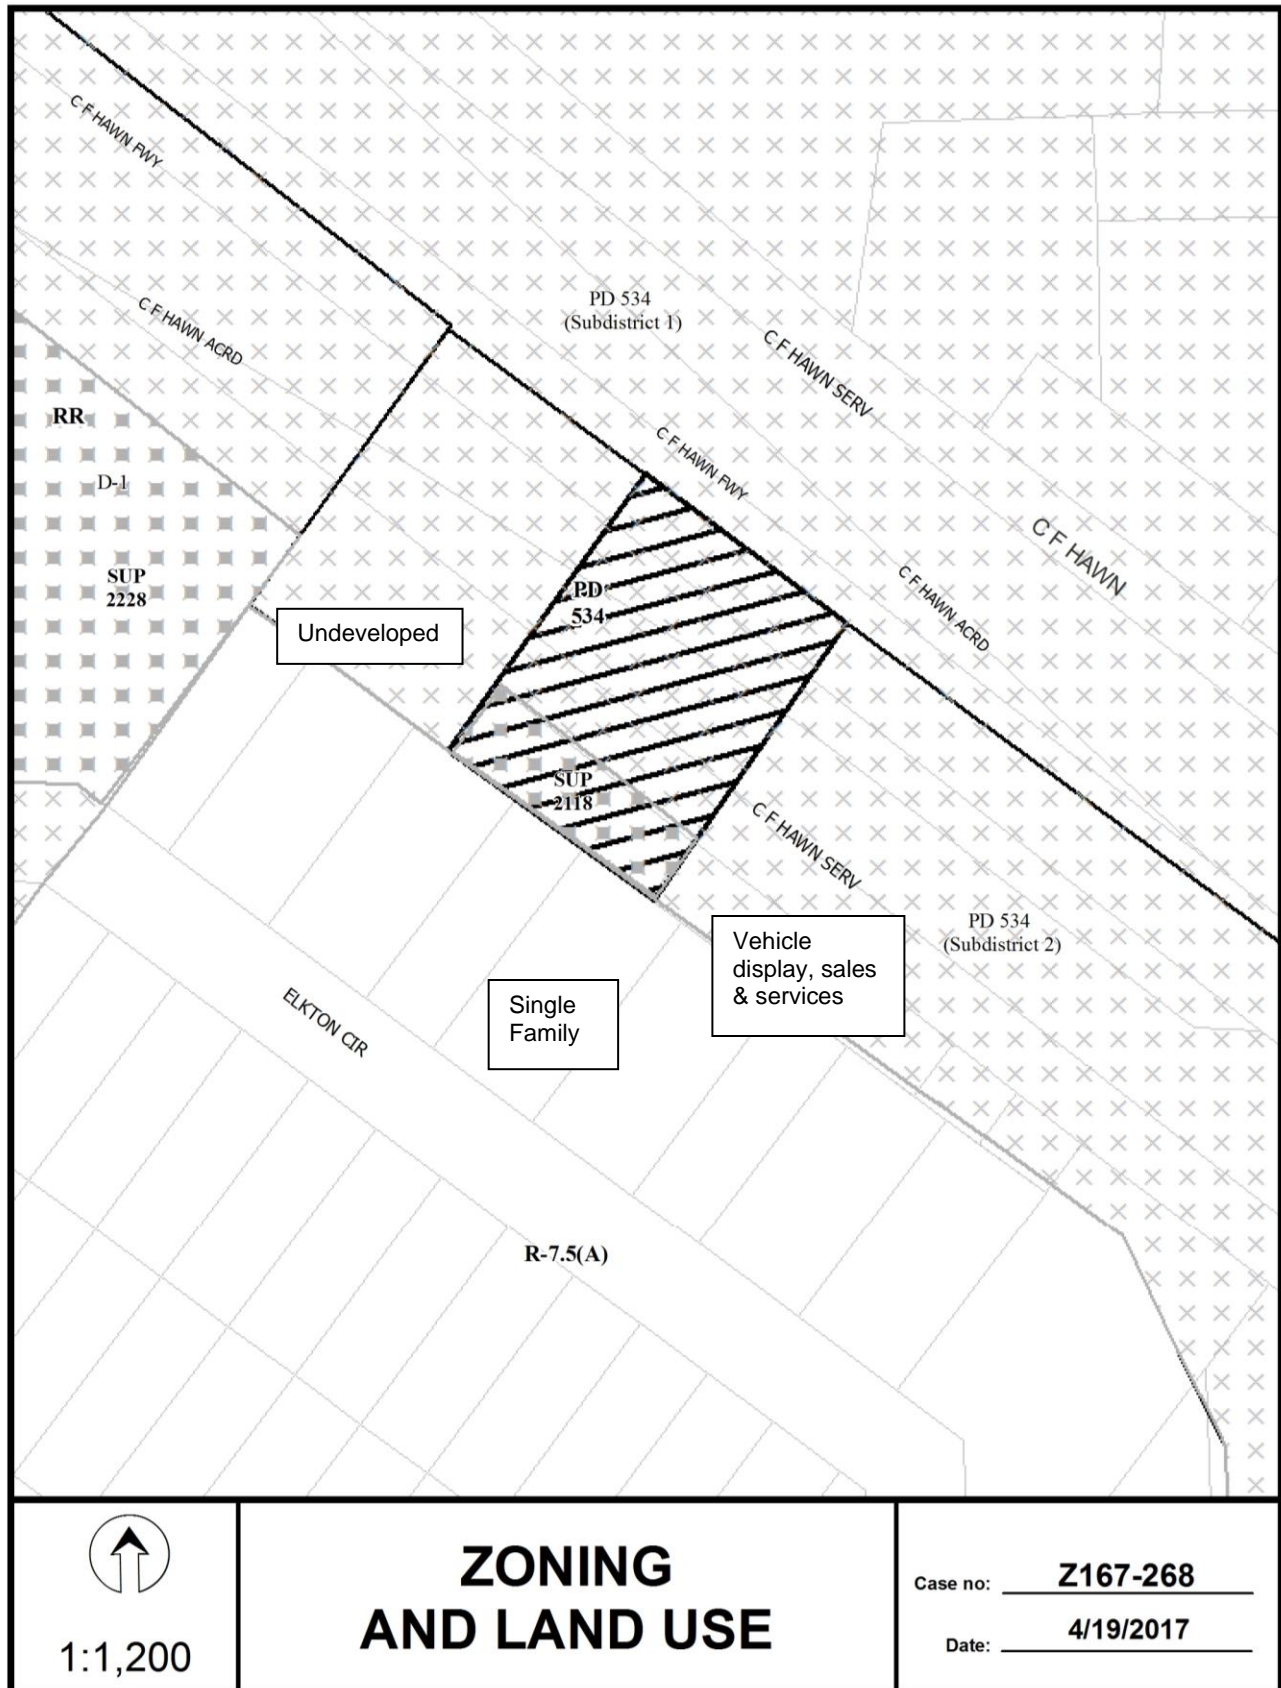 C F HAWN FWY
PD 534
(Subdistrict 1)
C F HAWN ACRD
C F HAWN SERV
RR
C F HAWN FWY
D-1
C F HAWN
SUP
2228
PD
534
C F HAWN ACRD
Undeveloped
SUP
2118
C F HAWN SERV
PD 534
(Subdistrict 2)
Vehicle
display, sales
& services
Single
Family
ELKTON CIR
R-7.5(A)
1:1,200
ZONING
AND LAND USE
Case no: Z167-268
Date: 4/19/2017